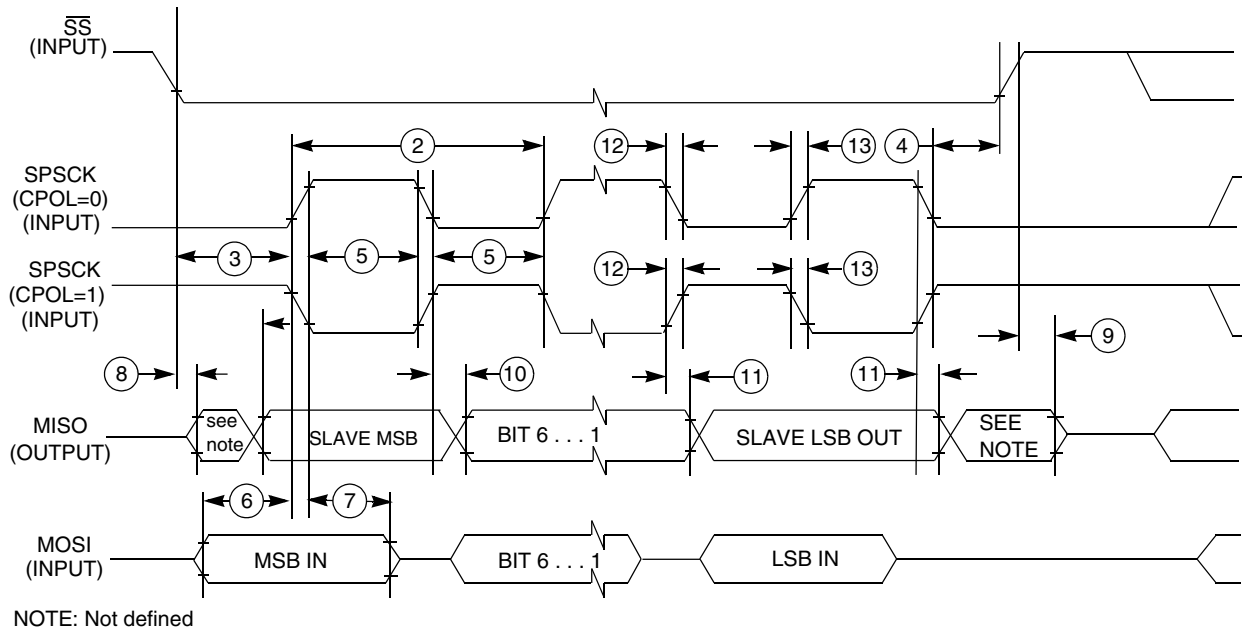 SS
(INPUT)
2
12
13
4
SPSCK
(CPOL=0)
(INPUT)
3
5
5
SPSCK
(CPOL=1)
(INPUT)
12
13
8
10
11
11
9
MISO
(OUTPUT)
see
note
SLAVE MSB
BIT 6 . . . 1
SLAVE LSB OUT
SEE
NOTE
6
7
MOSI
(INPUT)
MSB IN
BIT 6 . . . 1
LSB IN
NOTE: Not defined